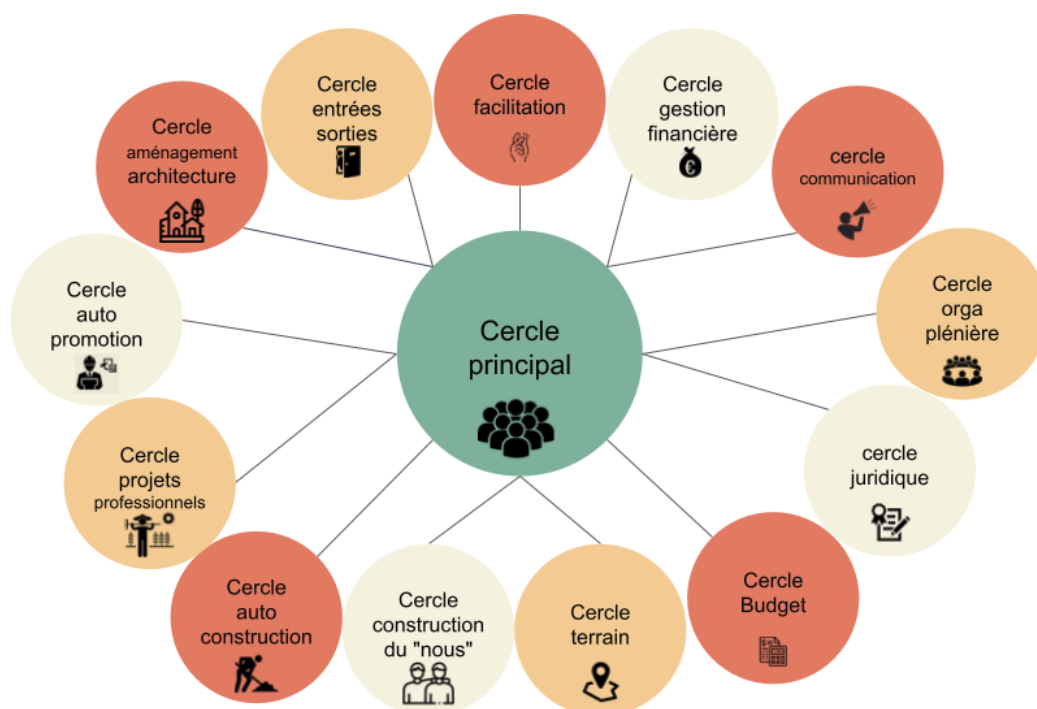 Cercle
facilitation
Cercle
entrées
sorties
Cercle
gestion
financière
Cercle
aménagement
architecture
cercle
communication
Cercle
auto
promotion
Cercle
orga
plénière
Cercle
principal
Cercle
projets
professionnels
cercle
juridique
Cercle
auto
construction
Cercle
construction
du "nous"
Cercle
terrain
Cercle
Budget